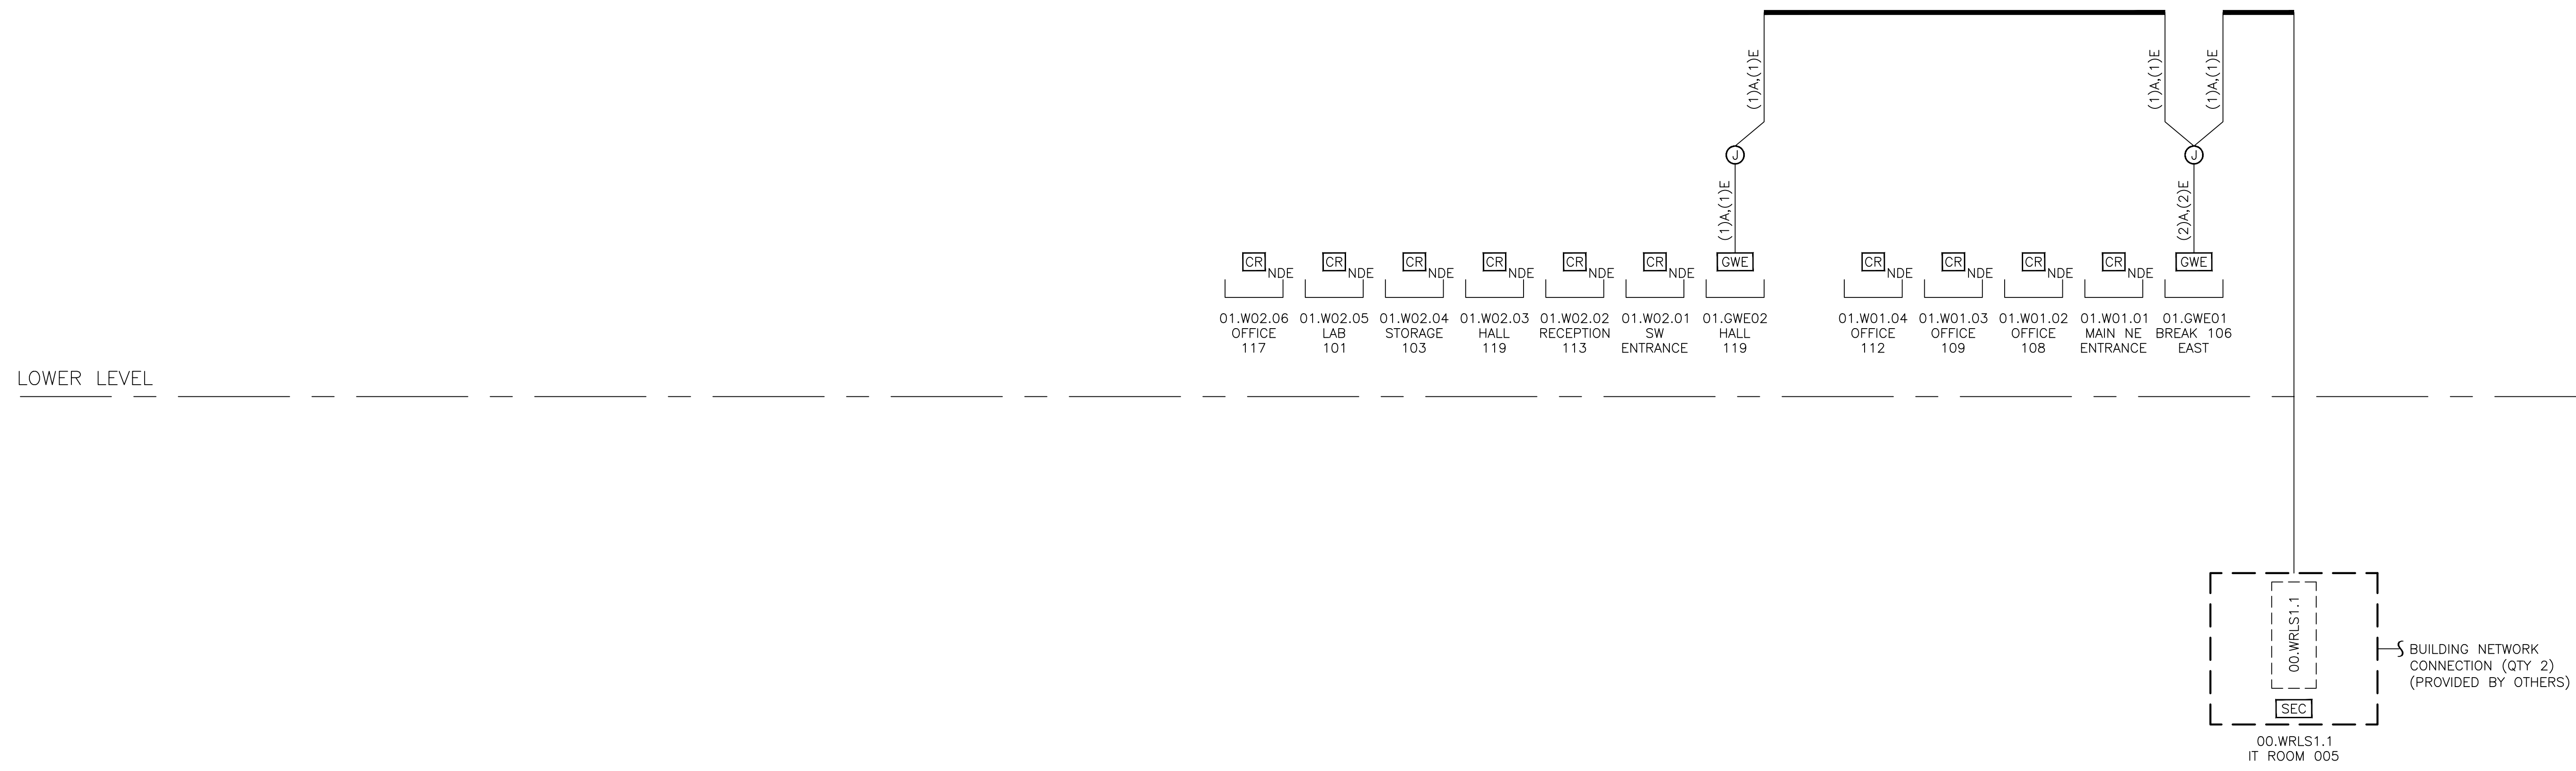 (1)A,(1)E
(1)A,(1)E
(1)A,(1)E
J
J
(1)A,(1)E
(2)A,(2)E
CR
NDE
01.W02.06
OFFICE
117
CR
NDE
01.W02.05
LAB
101
CR
NDE
01.W02.04
STORAGE
103
CR
NDE
01.W02.03
HALL
119
CR
NDE
01.W02.02
RECEPTION
113
CR
NDE
01.W02.01
SW
ENTRANCE
GWE
01.GWE02
HALL
119
CR
NDE
01.W01.04
OFFICE
112
CR
NDE
01.W01.03
OFFICE
109
CR
NDE
01.W01.02
OFFICE
108
CR
NDE
01.W01.01
MAIN NE
ENTRANCE
GWE
01.GWE01
BREAK 106
EAST
LOWER LEVEL
00.WRLS1.1
SEC
BUILDING NETWORK
CONNECTION (QTY 2)
(PROVIDED BY OTHERS)
00.WRLS1.1
IT ROOM 005